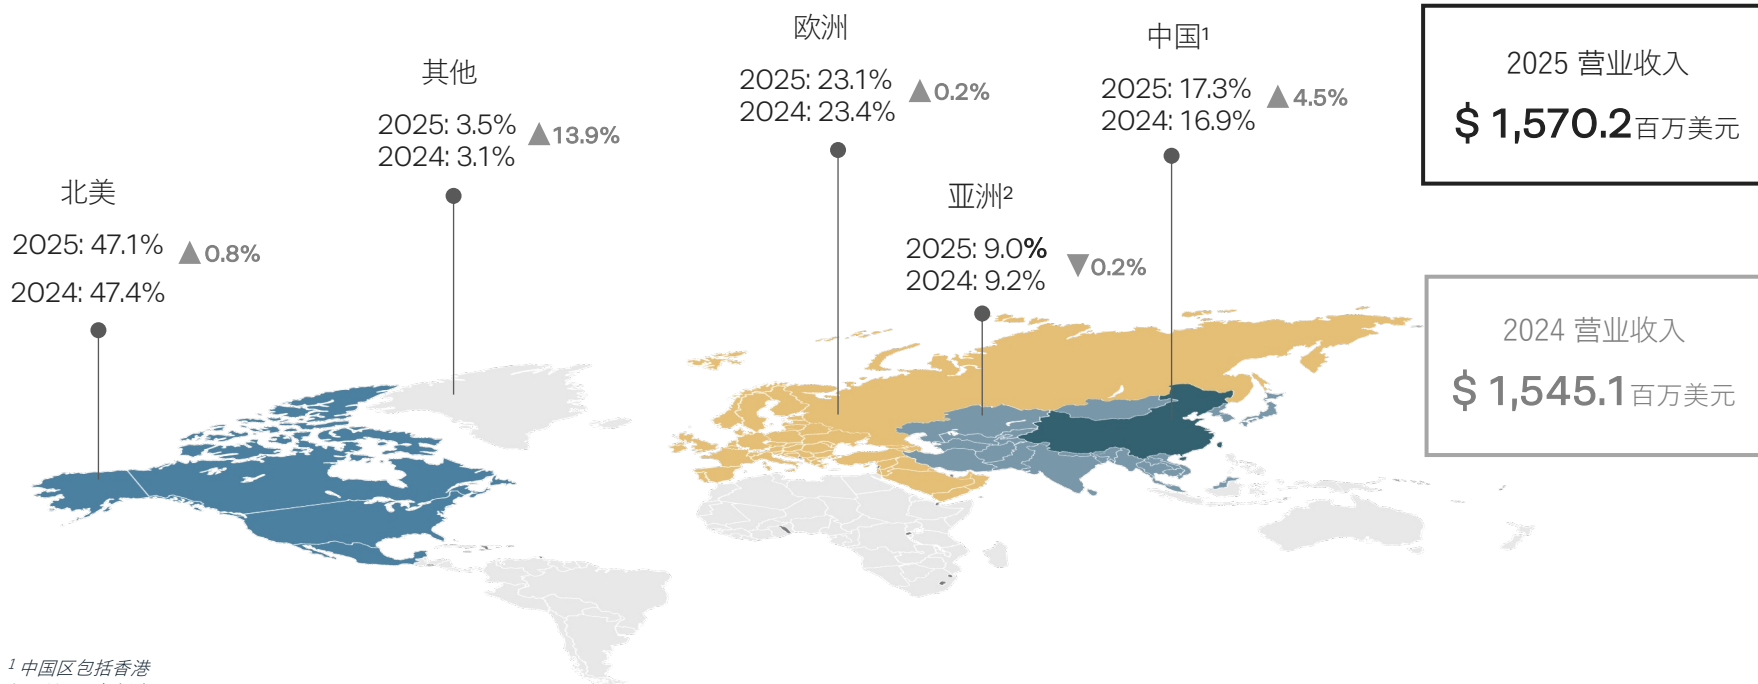 北美
2025: 47.1% ▲0.8%
2024: 47.4%
其他
2025: 3.5% ▲13.9%
2024: 3.1%
欧洲
2025: 23.1% ▲0.2%
2024: 23.4%
亚洲²
2025: 9.0% ▼0.2%
2024: 9.2%
中国¹
2025: 17.3% ▲4.5%
2024: 16.9%
2025 营业收入
$ 1,570.2百万美元
2024 营业收入
$ 1,545.1百万美元
¹ 中国区包括香港